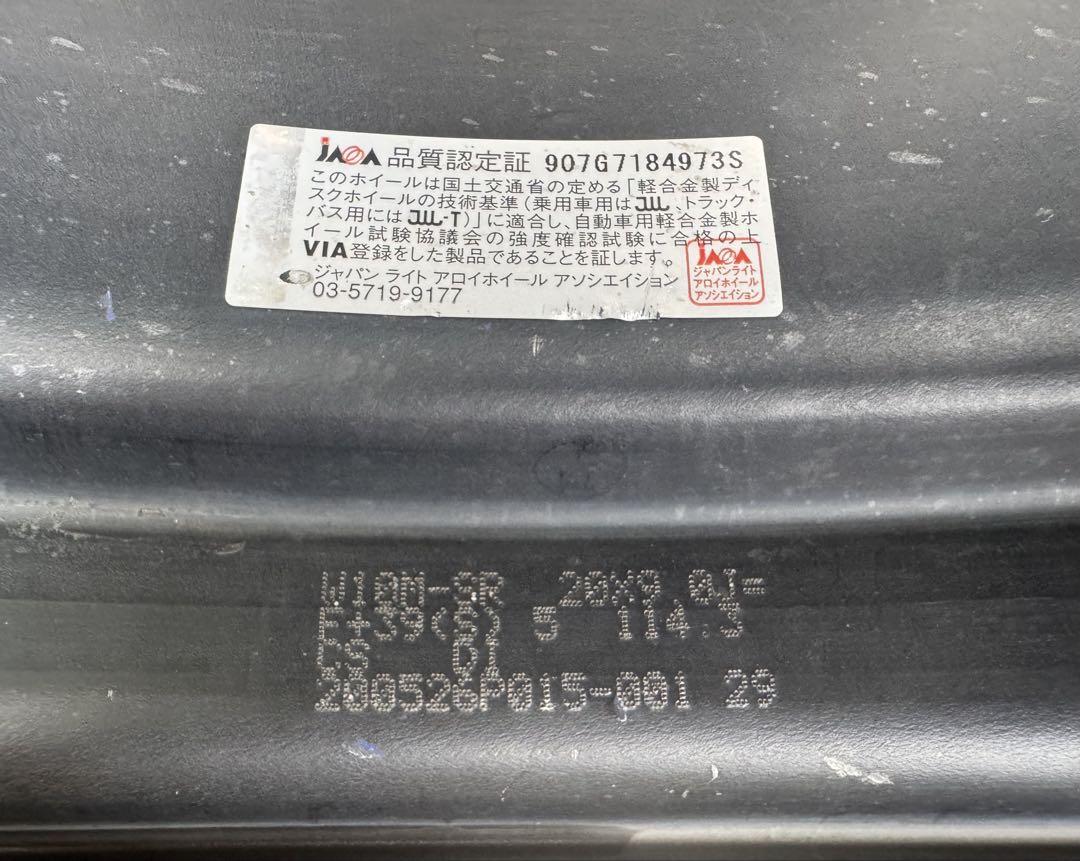 JAWA 品質認定証 907G7184973S
このホイールは国土交通省の定める「軽合金製ディ
スクホイールの技術基準(乗用車用はJWL、トラック・
バス用にはJWL-T)」に適合し、自動車用軽合金製ホ
イール試験協議会の強度確認試験に合格の上
VIA登録をした製品であることを証します。
ジャパン ライト アロイホイール アソシエイション
03-5719-9177
JAWA
ジャパンライト
アロイホイール
アソシエイション
W10M-SR 20X9.0J=
E+39(S) 5 114.3
CS
200526P015-001 29